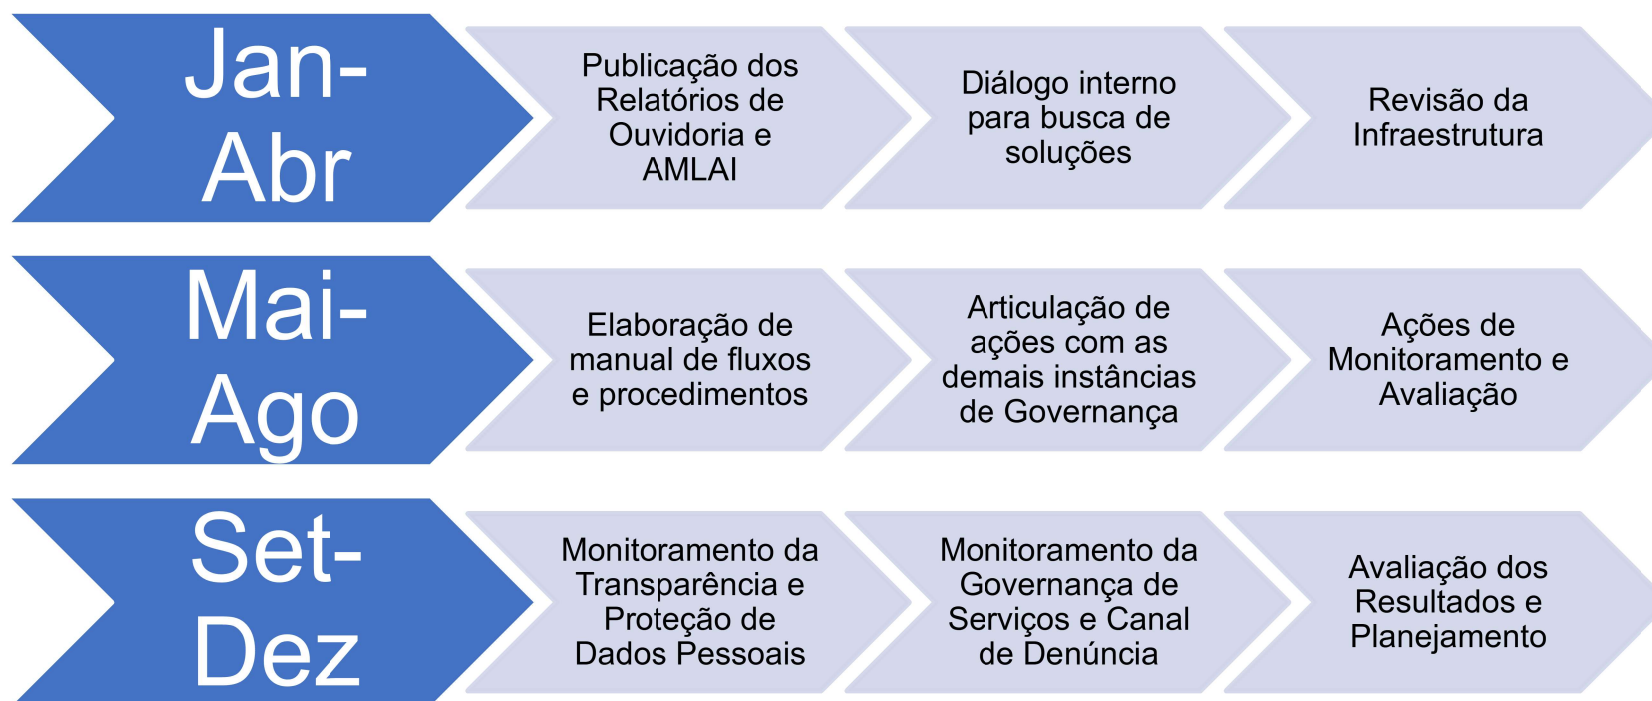 Jan-
Abr
Publicação dos
Relatórios de
Ouvidoria e
AMLAI
Diálogo interno
para busca de
soluções
Revisão da
Infraestrutura
Mai-
Ago
Elaboração de
manual de fluxos
e procedimentos
Articulação de
ações com as
demais instâncias
de Governança
Ações de
Monitoramento e
Avaliação
Set-
Dez
Monitoramento da
Transparência e
Proteção de
Dados Pessoais
Monitoramento da
Governança de
Serviços e Canal
de Denúncia
Avaliação dos
Resultados e
Planejamento